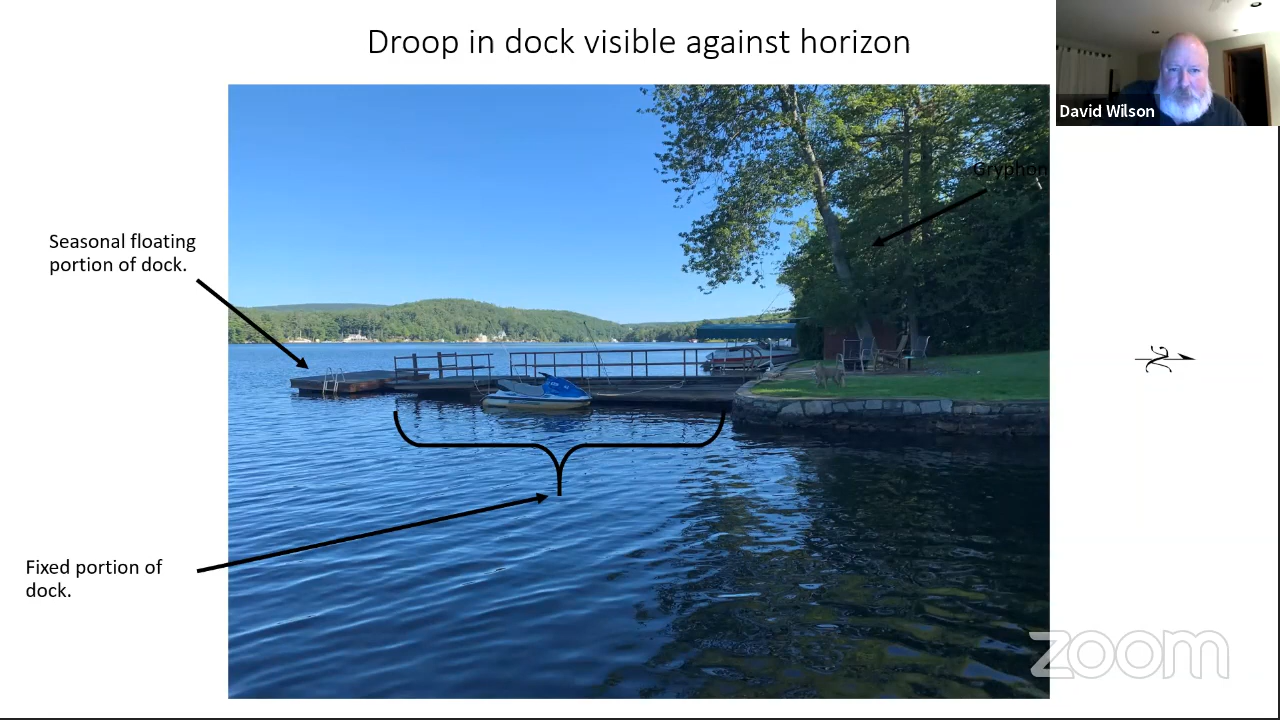 Droop in dock visible against horizon
David Wilson
Gryphon
Seasonal floating
portion of dock.
Fixed portion of
dock.
zoom